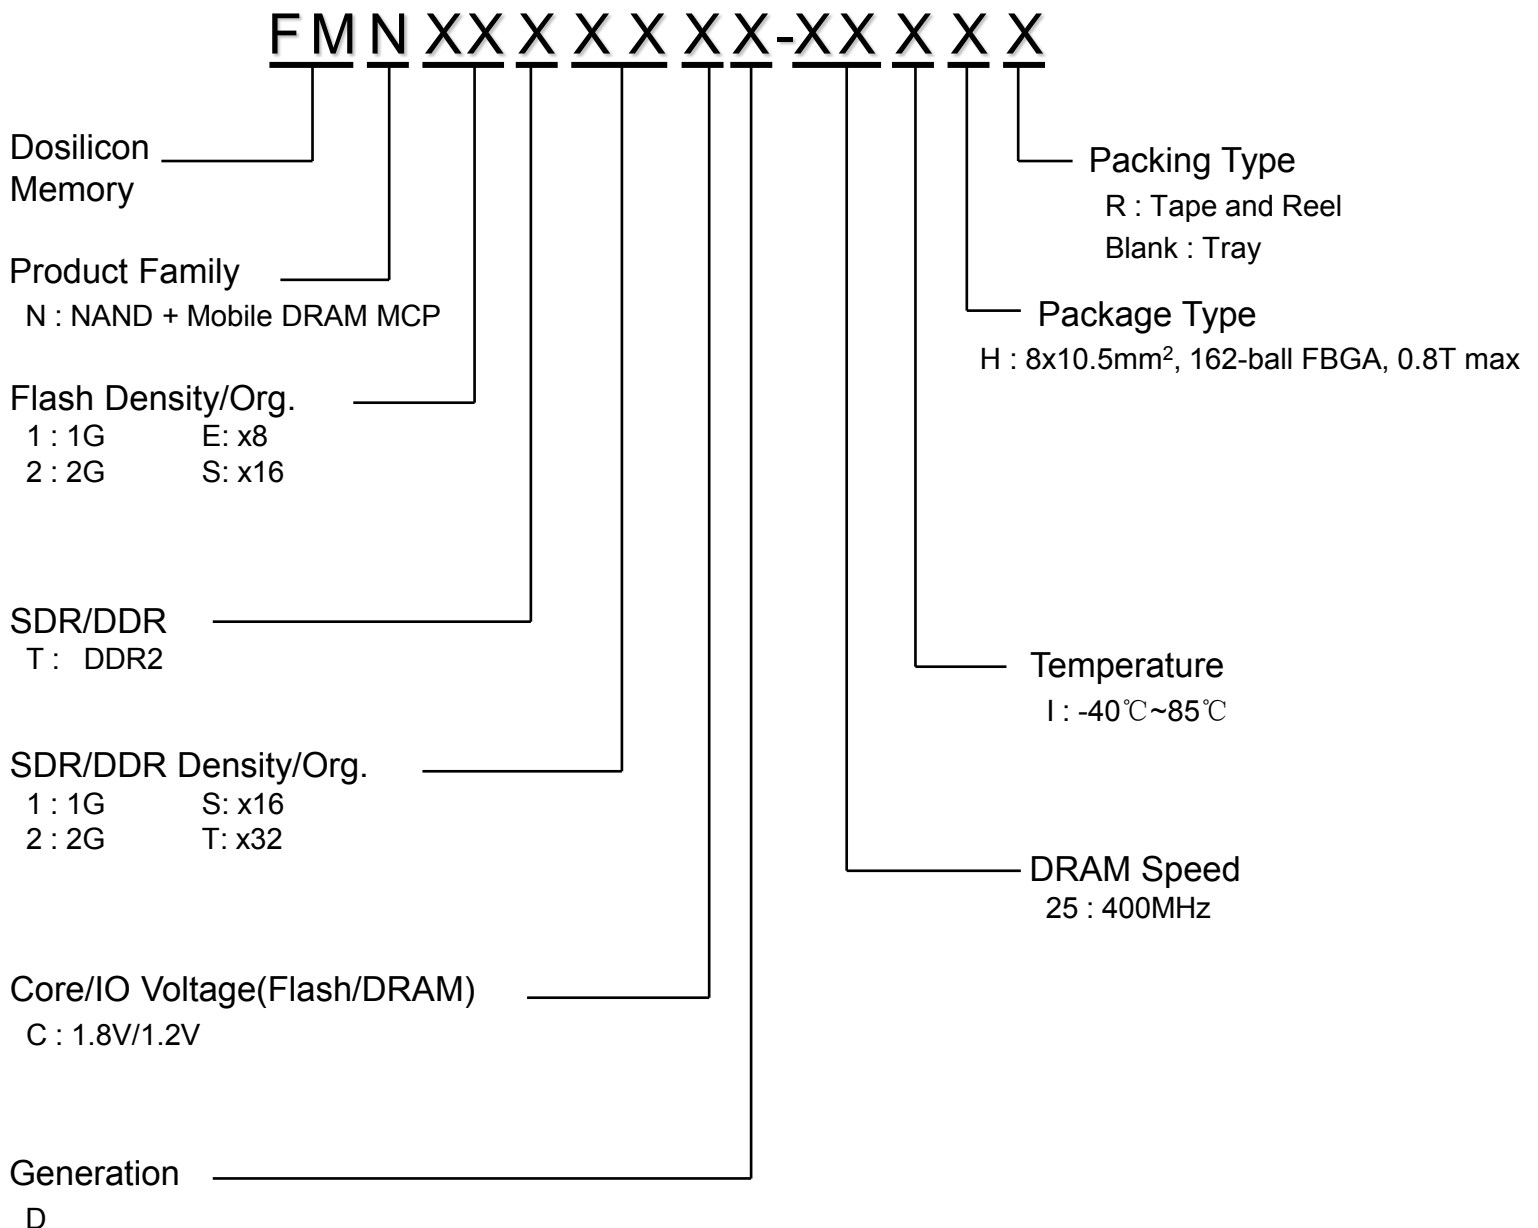 FM N XX X X X X X-XX X X X
Dosilicon
Memory
Product Family
N : NAND + Mobile DRAM MCP
Flash Density/Org.
1 : 1G E: x8
2 : 2G S: x16
SDR/DDR
T : DDR2
SDR/DDR Density/Org.
1 : 1G S: x16
2 : 2G T: x32
Core/IO Voltage(Flash/DRAM)
C : 1.8V/1.2V
Generation
D
Packing Type
R : Tape and Reel
Blank : Tray
Package Type
H : 8x10.5mm², 162-ball FBGA, 0.8T max
Temperature
I : -40℃~85℃
DRAM Speed
25 : 400MHz